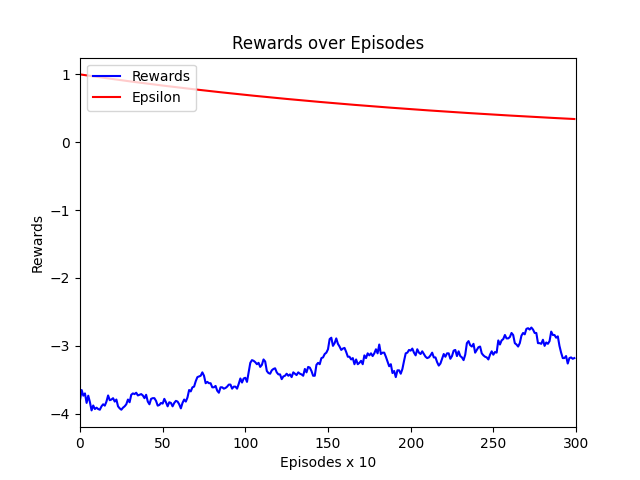 Rewards over Episodes
Rewards
Epsilon
1
0
−1
−2
−3
−4
Rewards
0 50 100 150 200 250 300
Episodes x 10